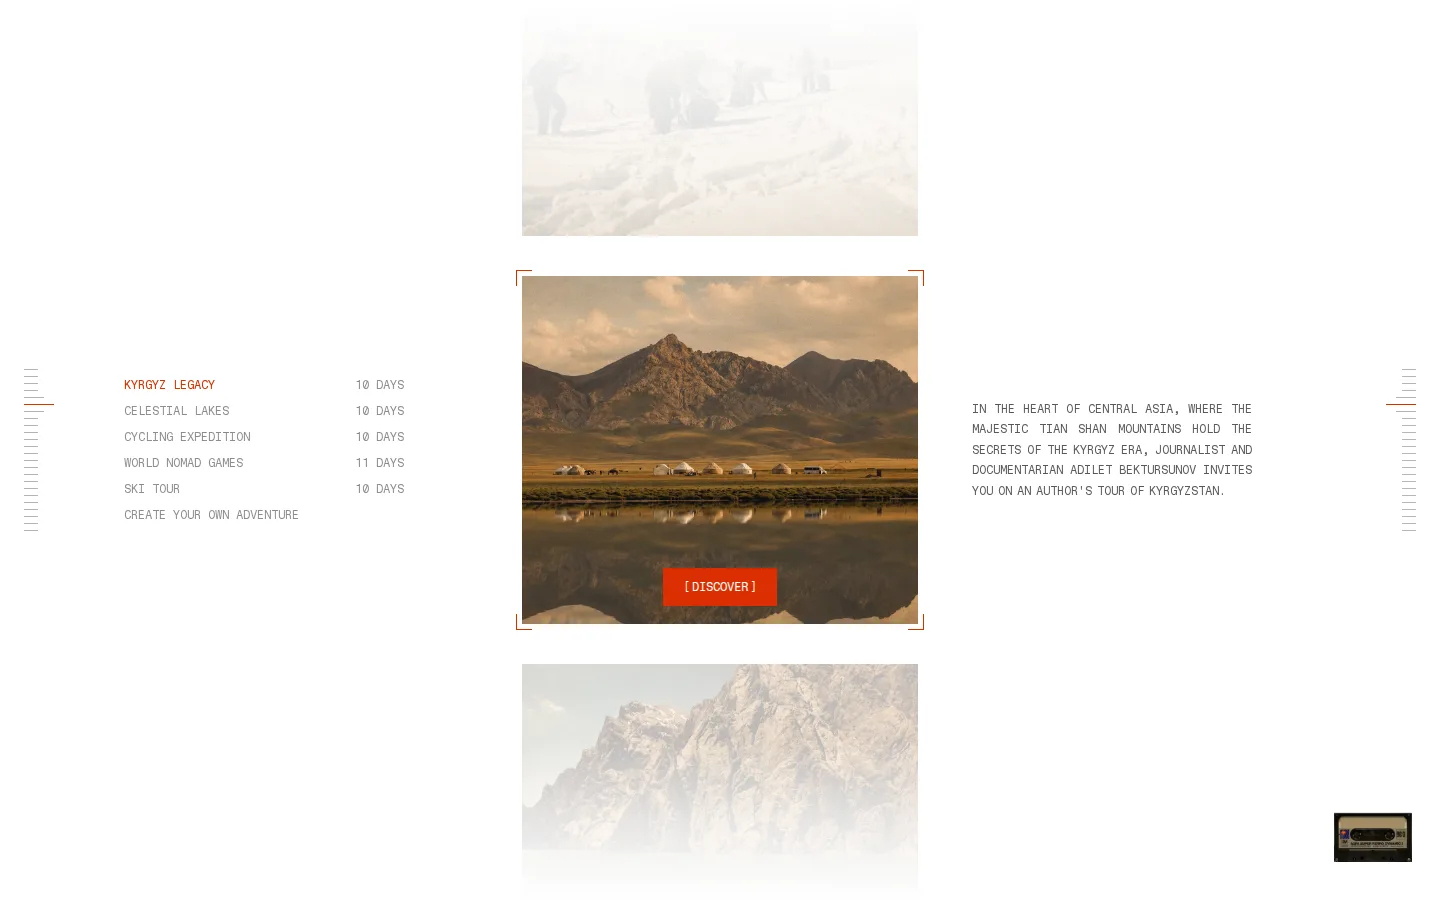 KYRGYZ LEGACY 10 DAYS
CELESTIAL LAKES 10 DAYS
CYCLING EXPEDITION 10 DAYS
WORLD NOMAD GAMES 11 DAYS
SKI TOUR 10 DAYS
CREATE YOUR OWN ADVENTURE
[ DISCOVER ]
IN THE HEART OF CENTRAL ASIA, WHERE THE
MAJESTIC TIAN SHAN MOUNTAINS HOLD THE
SECRETS OF THE KYRGYZ ERA, JOURNALIST AND
DOCUMENTARIAN ADILET BEKTURSUNOV INVITES
YOU ON AN AUTHOR'S TOUR OF KYRGYZSTAN.